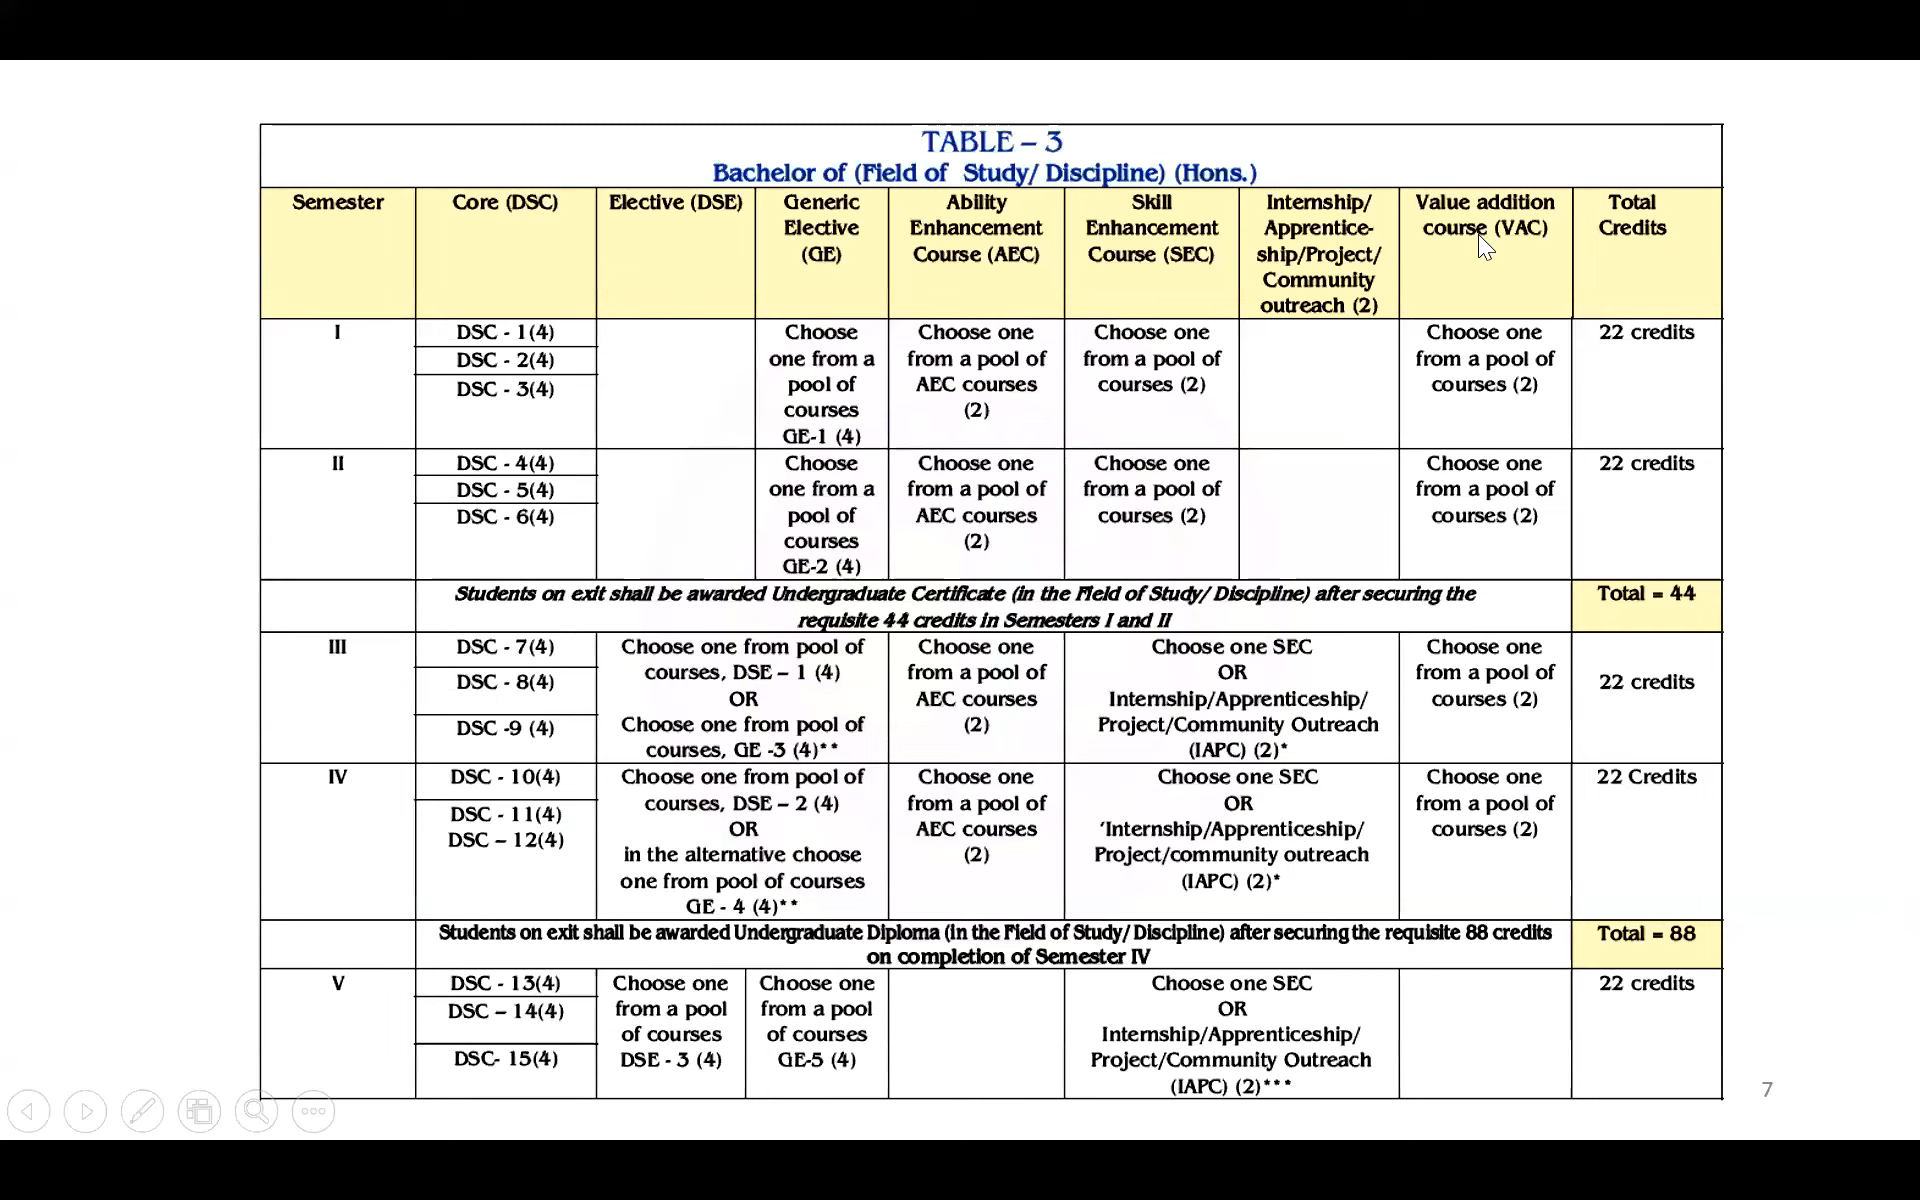 TABLE – 3
Bachelor of (Field of Study/ Discipline) (Hons.)
Semester
Core (DSC)
Elective (DSE)
Generic
Elective
(GE)
Ability
Enhancement
Course (AEC)
Skill
Enhancement
Course (SEC)
Internship/
Apprentice-
ship/Project/
Community
outreach (2)
Value addition
course (VAC)
Total
Credits
I
DSC - 1(4)
DSC - 2(4)
DSC - 3(4)
Choose
one from a
pool of
courses
GE-1 (4)
Choose one
from a pool of
AEC courses
(2)
Choose one
from a pool of
courses (2)
Choose one
from a pool of
courses (2)
22 credits
II
DSC - 4(4)
DSC - 5(4)
DSC - 6(4)
Choose
one from a
pool of
courses
GE-2 (4)
Choose one
from a pool of
AEC courses
(2)
Choose one
from a pool of
courses (2)
Choose one
from a pool of
courses (2)
22 credits
Students on exit shall be awarded Undergraduate Certificate (in the Field of Study/ Discipline) after securing the
requisite 44 credits in Semesters I and II
Total = 44
III
DSC - 7(4)
DSC - 8(4)
DSC -9 (4)
Choose one from pool of
courses, DSE – 1 (4)
OR
Choose one from pool of
courses, GE -3 (4)**
Choose one
from a pool of
AEC courses
(2)
Choose one SEC
OR
Internship/Apprenticeship/
Project/Community Outreach
(IAPC) (2)*
Choose one
from a pool of
courses (2)
22 credits
IV
DSC - 10(4)
DSC - 11(4)
DSC – 12(4)
Choose one from pool of
courses, DSE – 2 (4)
OR
in the alternative choose
one from pool of courses
GE - 4 (4)**
Choose one
from a pool of
AEC courses
(2)
Choose one SEC
OR
‘Internship/Apprenticeship/
Project/community outreach
(IAPC) (2)*
Choose one
from a pool of
courses (2)
22 Credits
Students on exit shall be awarded Undergraduate Diploma (in the Field of Study/ Discipline) after securing the requisite 88 credits
on completion of Semester IV
Total = 88
V
DSC - 13(4)
DSC – 14(4)
DSC- 15(4)
Choose one
from a pool
of courses
DSE - 3 (4)
Choose one
from a pool
of courses
GE-5 (4)
Choose one SEC
OR
Internship/Apprenticeship/
Project/Community Outreach
(IAPC) (2)***
22 credits
7